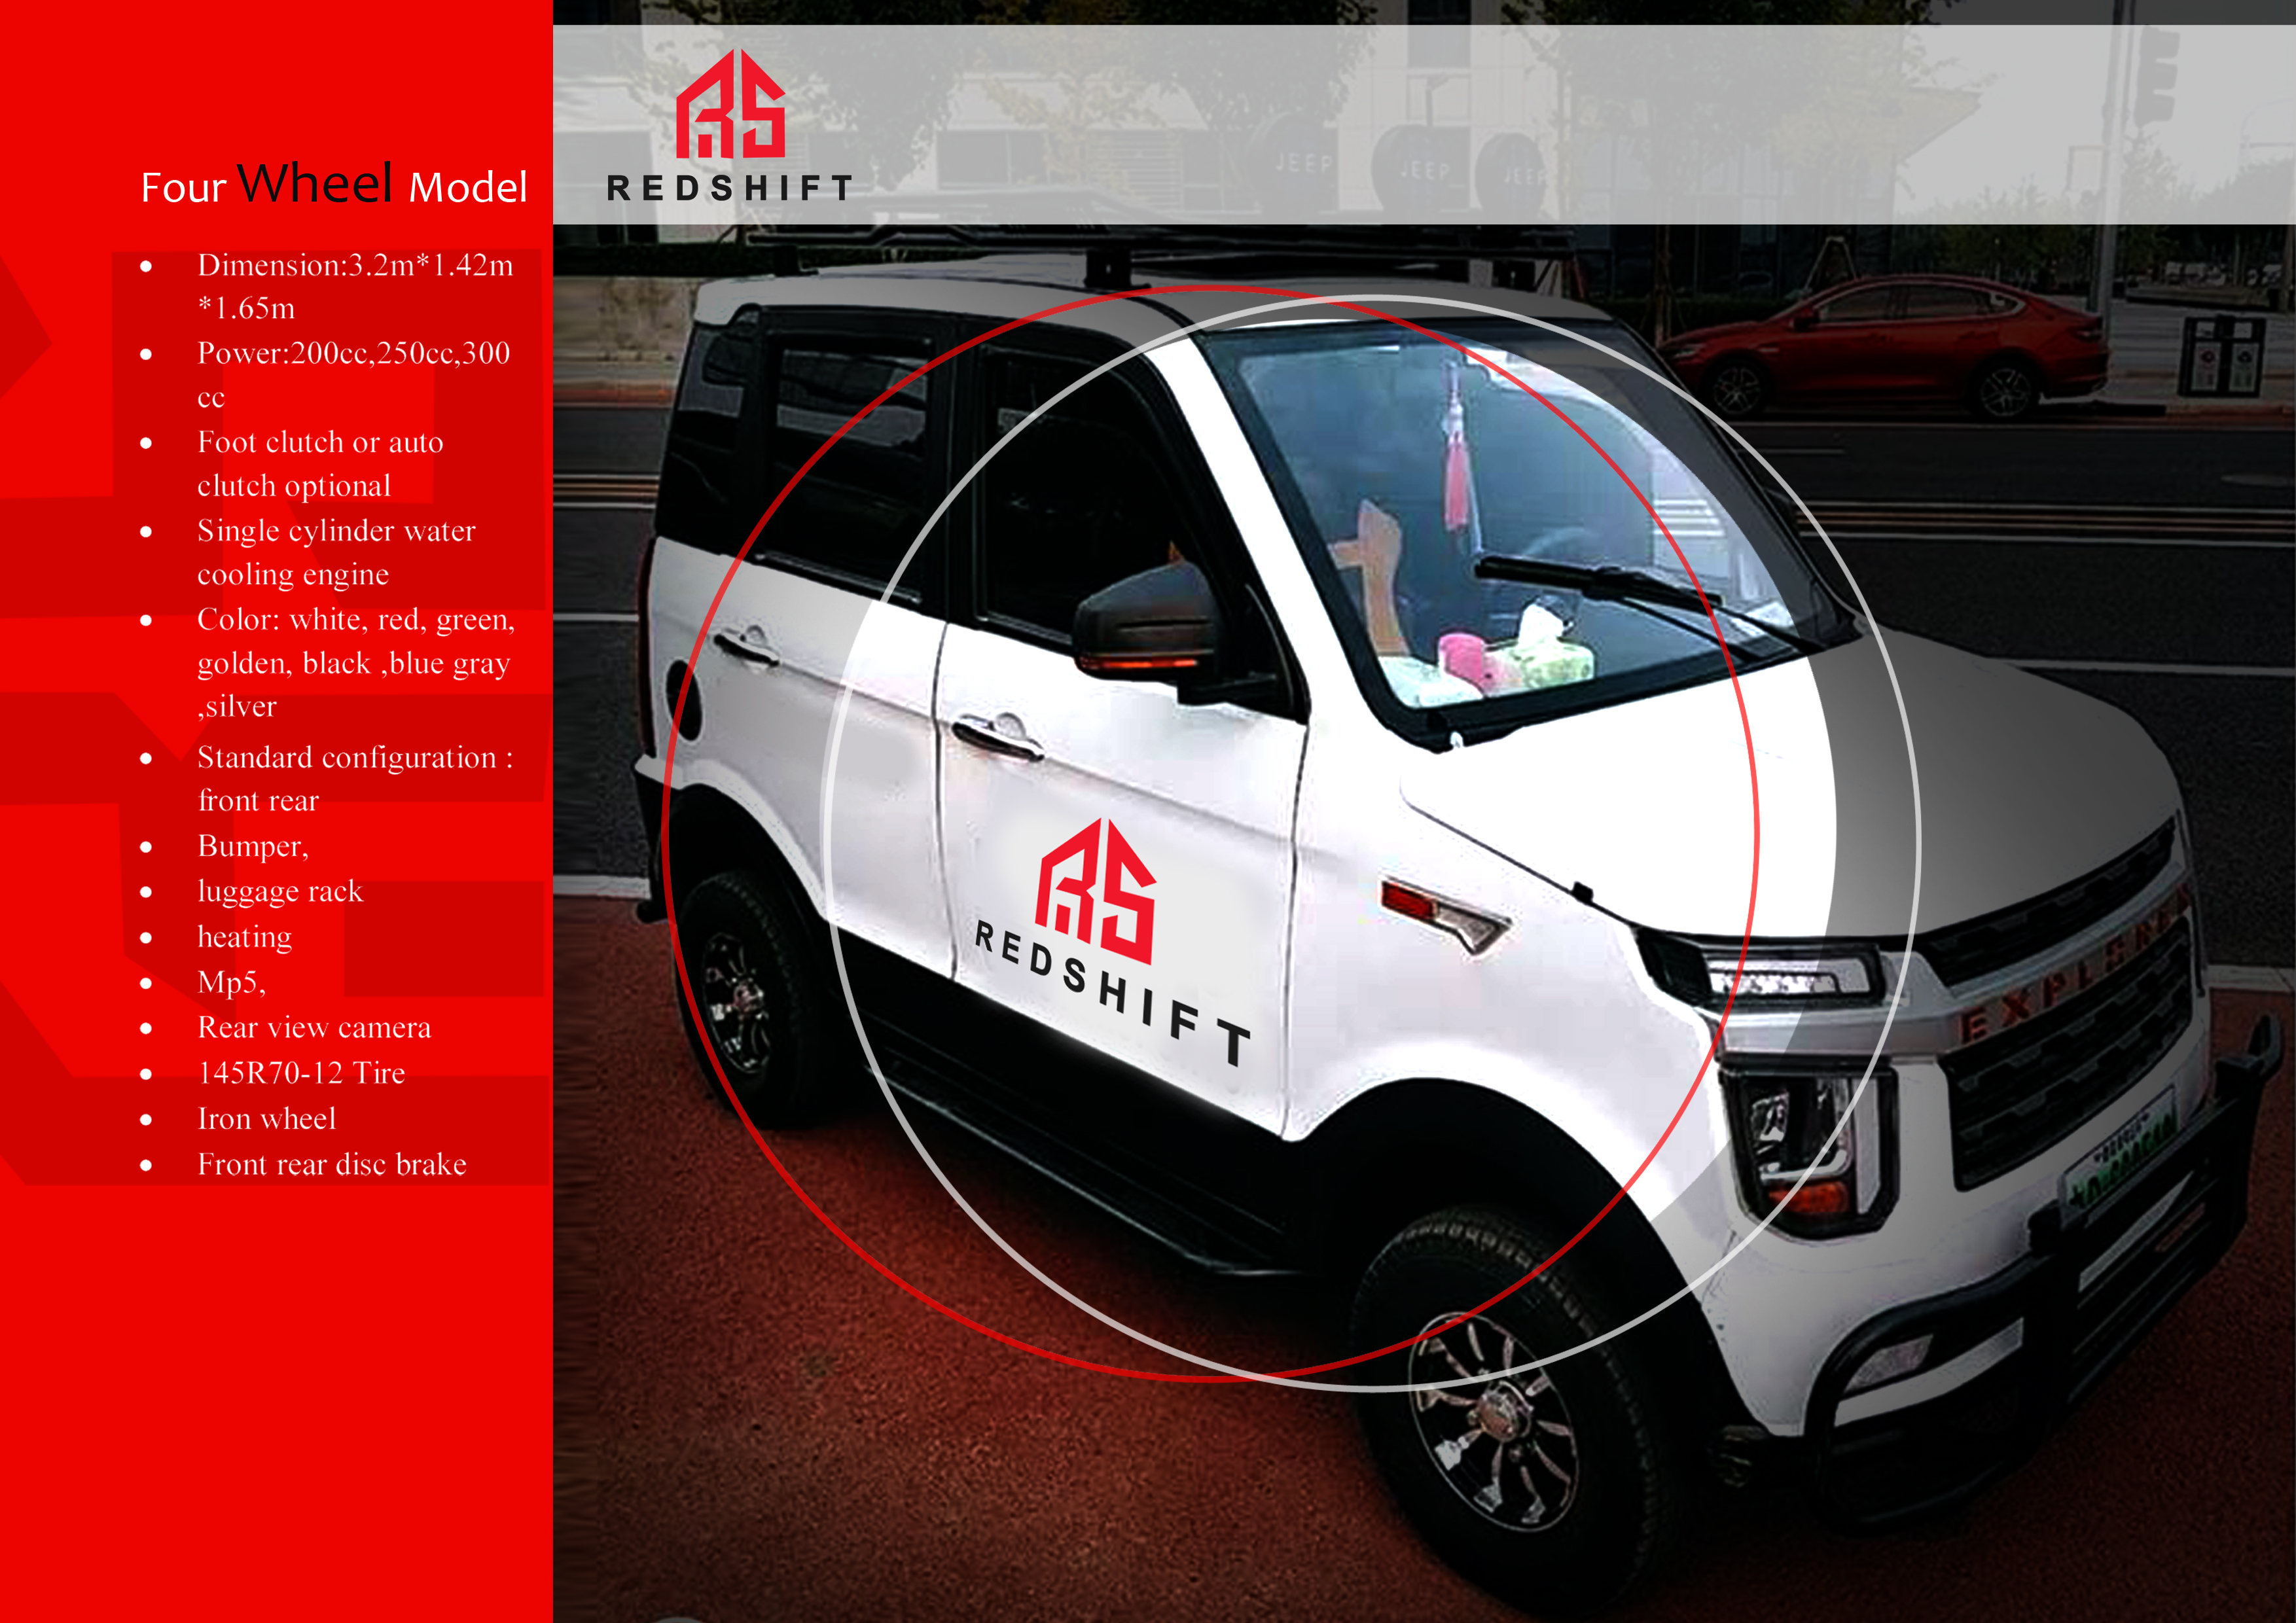 Four Wheel Model
• Dimension:3.2m*1.42m
*1.65m
• Power:200cc,250cc,300
cc
• Foot clutch or auto
clutch optional
• Single cylinder water
cooling engine
• Color: white, red, green,
golden, black ,blue gray
,silver
• Standard configuration :
front rear
• Bumper,
• luggage rack
• heating
• Mp5,
• Rear view camera
• 145R70-12 Tire
• Iron wheel
• Front rear disc brake
RS
REDSHIFT
JEEP
JEEP
JEEP
RS
REDSHIFT